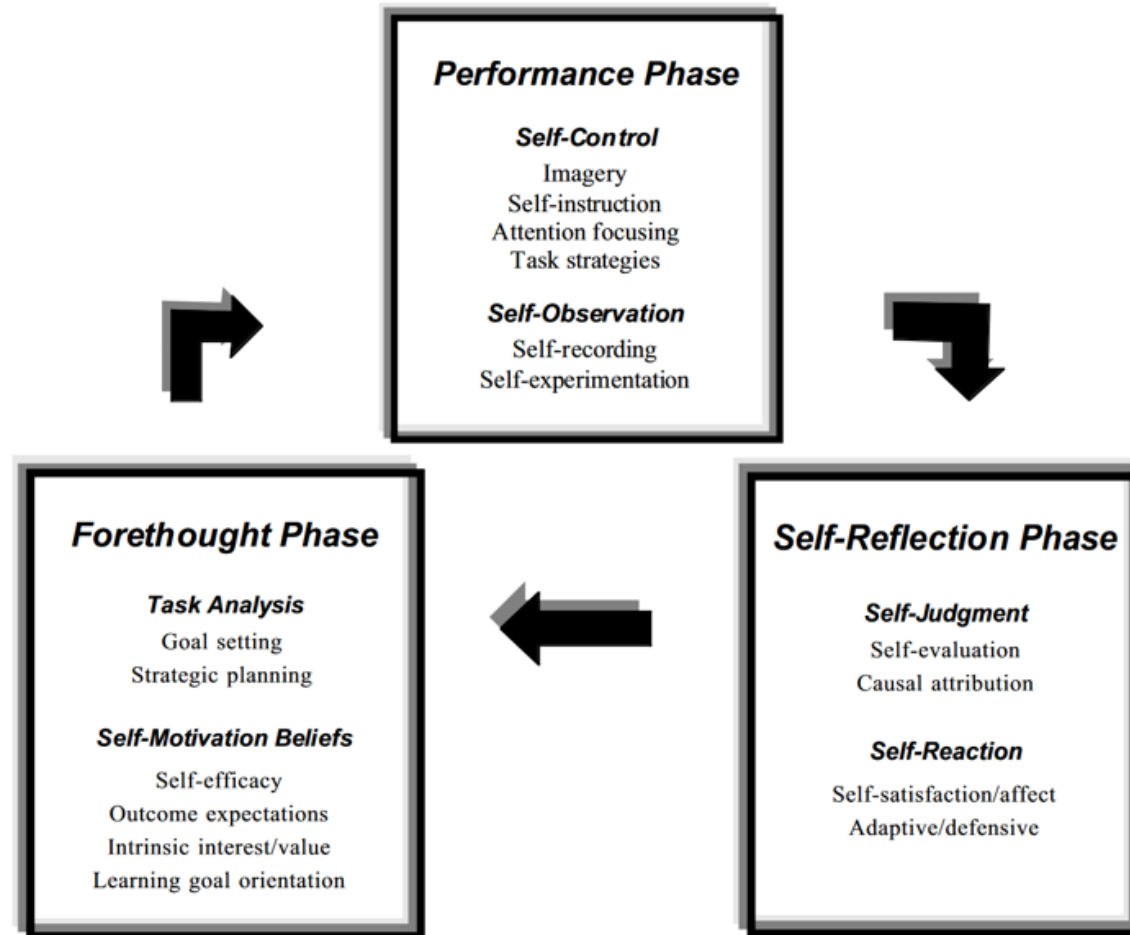 Performance Phase
Self-Control
Imagery
Self-instruction
Attention focusing
Task strategies
Self-Observation
Self-recording
Self-experimentation
Forethought Phase
Task Analysis
Goal setting
Strategic planning
Self-Motivation Beliefs
Self-efficacy
Outcome expectations
Intrinsic interest/value
Learning goal orientation
Self-Reflection Phase
Self-Judgment
Self-evaluation
Causal attribution
Self-Reaction
Self-satisfaction/affect
Adaptive/defensive